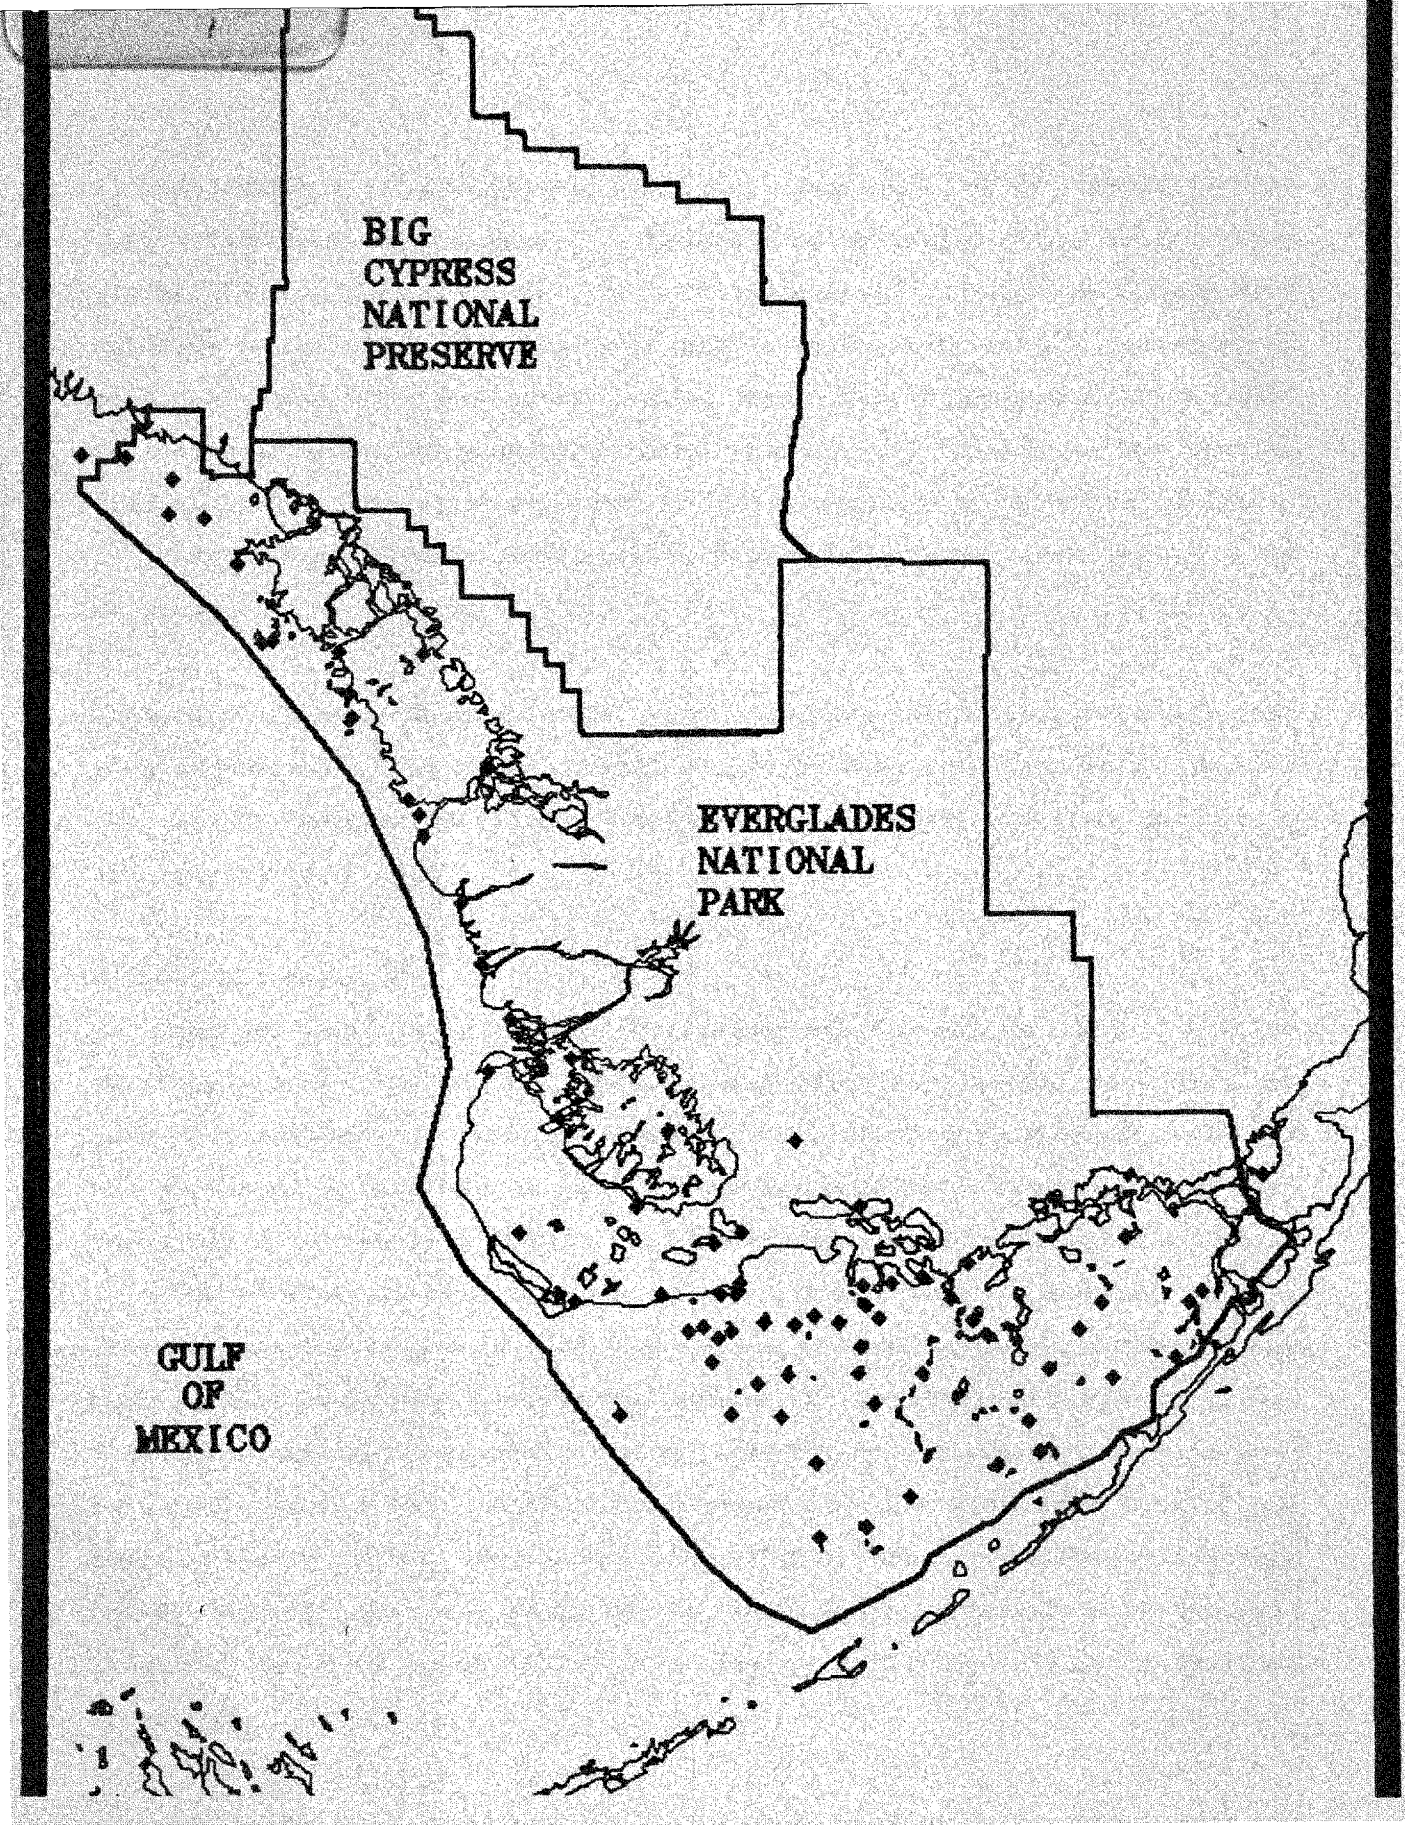 BIG
CYPRESS
NATIONAL
PRESERVE
EVERGLADES
NATIONAL
PARK
GULF
OF
MEXICO